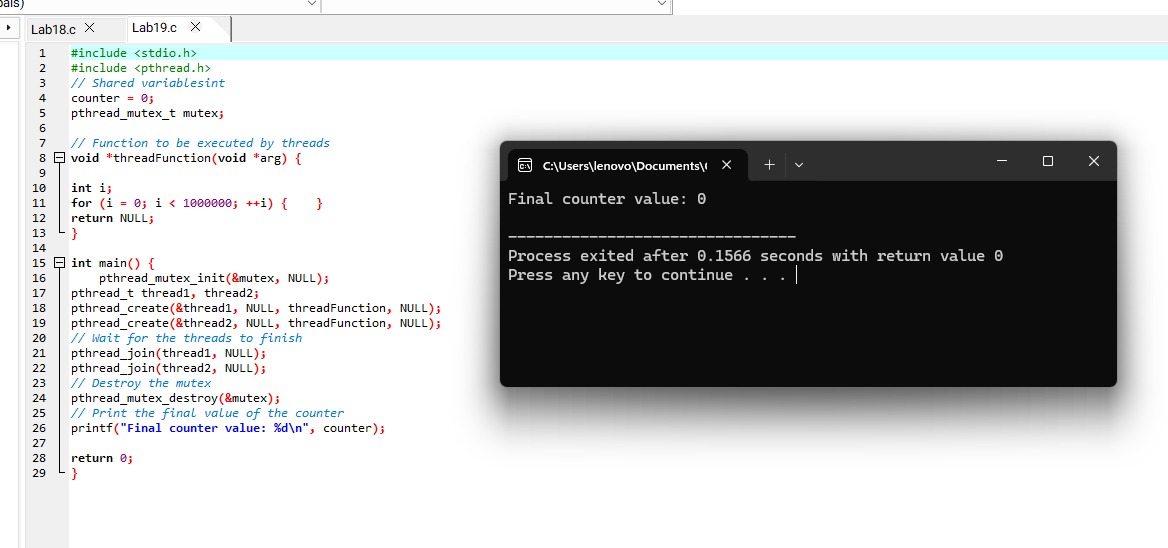 bals)
Lab18.c Lab19.c
1 #include <stdio.h>
2 #include <pthread.h>
3 // Shared variablesint
4 counter = 0;
5 pthread_mutex_t mutex;
6
7 // Function to be executed by threads
8 void *threadFunction(void *arg) {
9
10 int i;
11 for (i = 0; i < 1000000; ++i) {    }
12 return NULL;
13 }
14
15 int main() {
16     pthread_mutex_init(&mutex, NULL);
17 pthread_t thread1, thread2;
18 pthread_create(&thread1, NULL, threadFunction, NULL);
19 pthread_create(&thread2, NULL, threadFunction, NULL);
20 // Wait for the threads to finish
21 pthread_join(thread1, NULL);
22 pthread_join(thread2, NULL);
23 // Destroy the mutex
24 pthread_mutex_destroy(&mutex);
25 // Print the final value of the counter
26 printf("Final counter value: %d\n", counter);
27
28 return 0;
29 }
C:\Users\lenovo\Documents\
Final counter value: 0
--------------------------------
Process exited after 0.1566 seconds with return value 0
Press any key to continue . . .